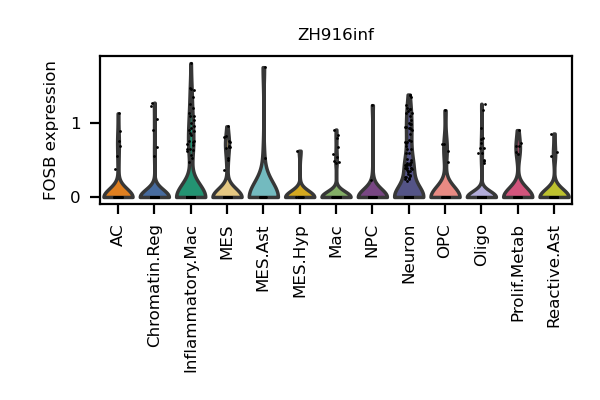 ZH916inf
FOSB expression
1
0
AC
Chromatin.Reg
Inflammatory.Mac
MES
MES.Ast
MES.Hyp
Mac
NPC
Neuron
OPC
Oligo
Prolif.Metab
Reactive.Ast